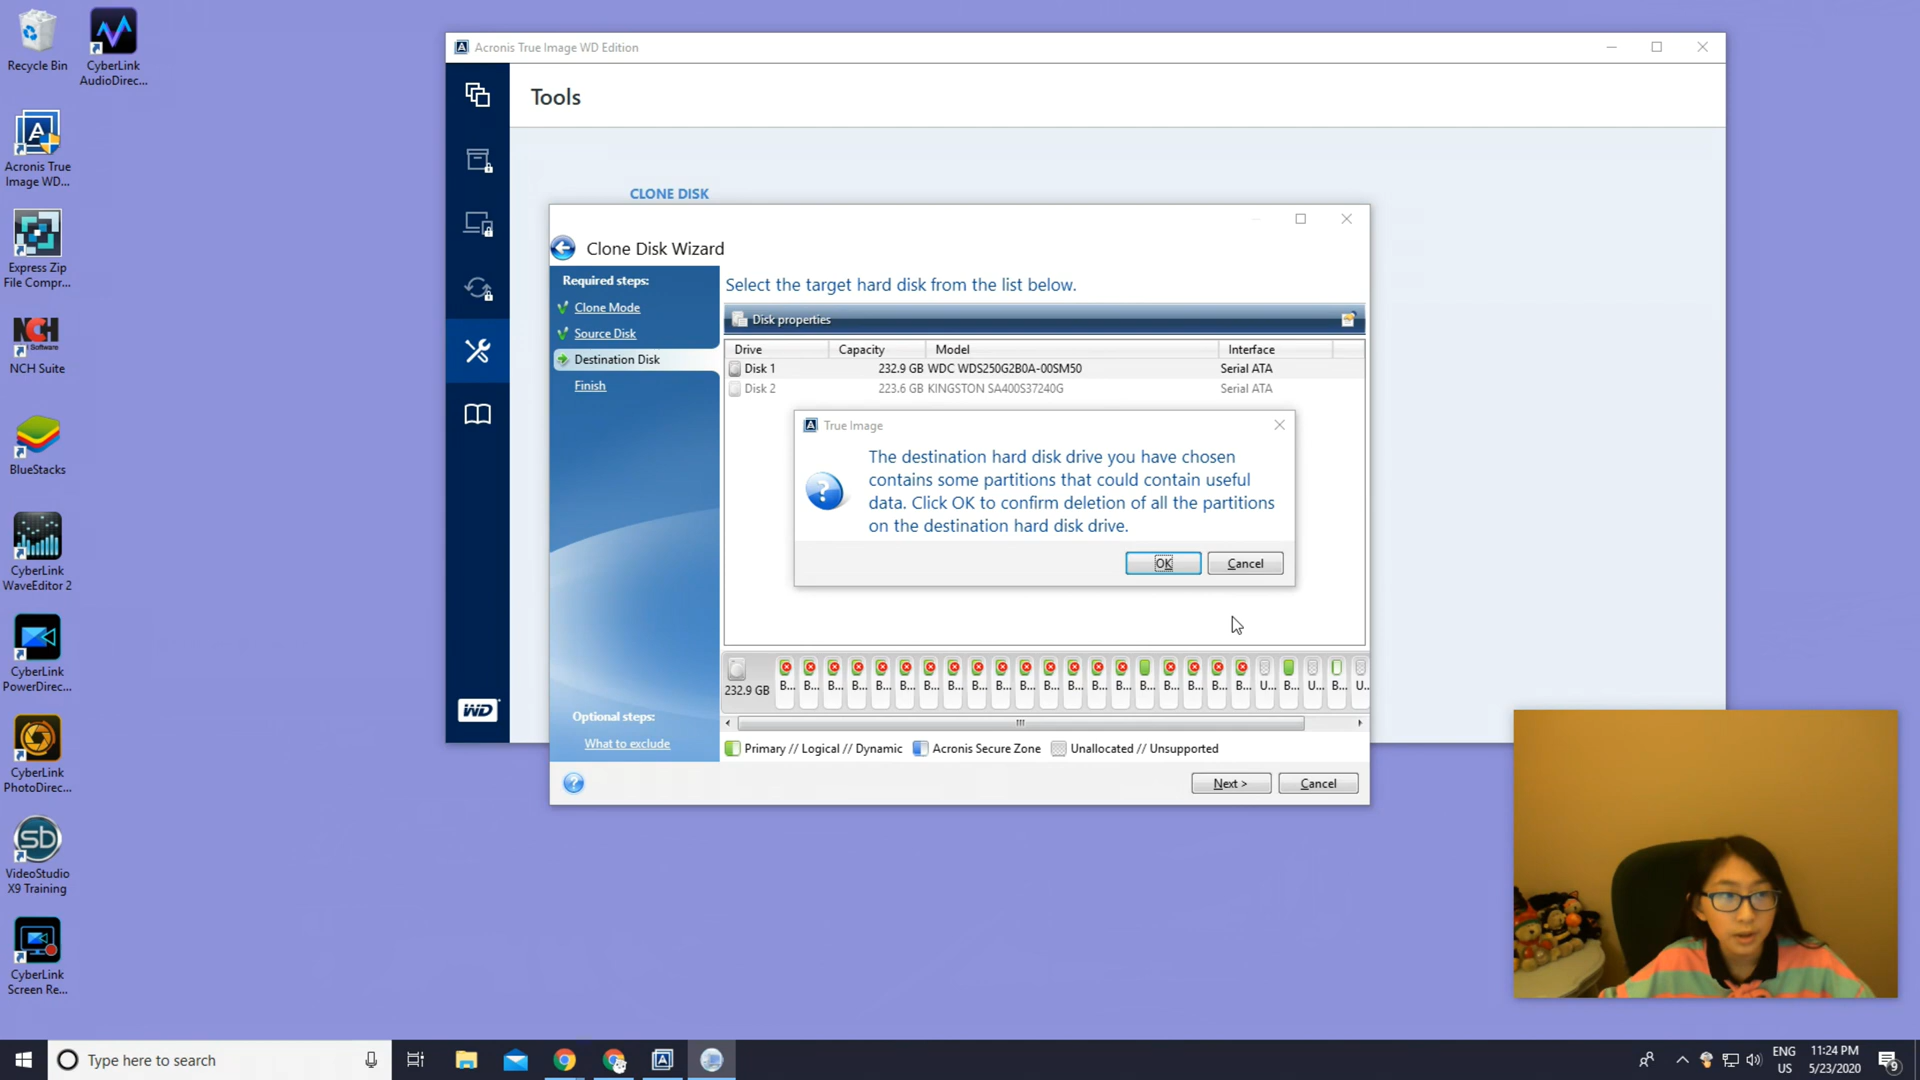 Recycle Bin
CyberLink
AudioDirec...
Acronis True
Image WD...
Express Zip
File Compr...
NCH Software
NCH Suite
BlueStacks
CyberLink
WaveEditor 2
CyberLink
PowerDirec...
CyberLink
PhotoDirec...
sb
VideoStudio
X9 Training
CyberLink
Screen Re...
A Acronis True Image WD Edition
Tools
CLONE DISK
WD
Clone Disk Wizard
Required steps:
Clone Mode
Source Disk
Destination Disk
Finish
Optional steps:
What to exclude
Select the target hard disk from the list below.
Disk properties
Drive Capacity Model Interface
Disk 1 232.9 GB WDC WDS250G2B0A-00SM50 Serial ATA
Disk 2 223.6 GB KINGSTON SA400S37240G Serial ATA
A True Image
The destination hard disk drive you have chosen
contains some partitions that could contain useful
data. Click OK to confirm deletion of all the partitions
on the destination hard disk drive.
OK Cancel
232.9 GB B... B... B... B... B... B... B... B... B... B... B... B... B... B... B... B... B... B... B... B... U... B... U... B... U...
Primary // Logical // Dynamic Acronis Secure Zone Unallocated // Unsupported
Next > Cancel
Type here to search
ENG
US
11:24 PM
5/23/2020
9